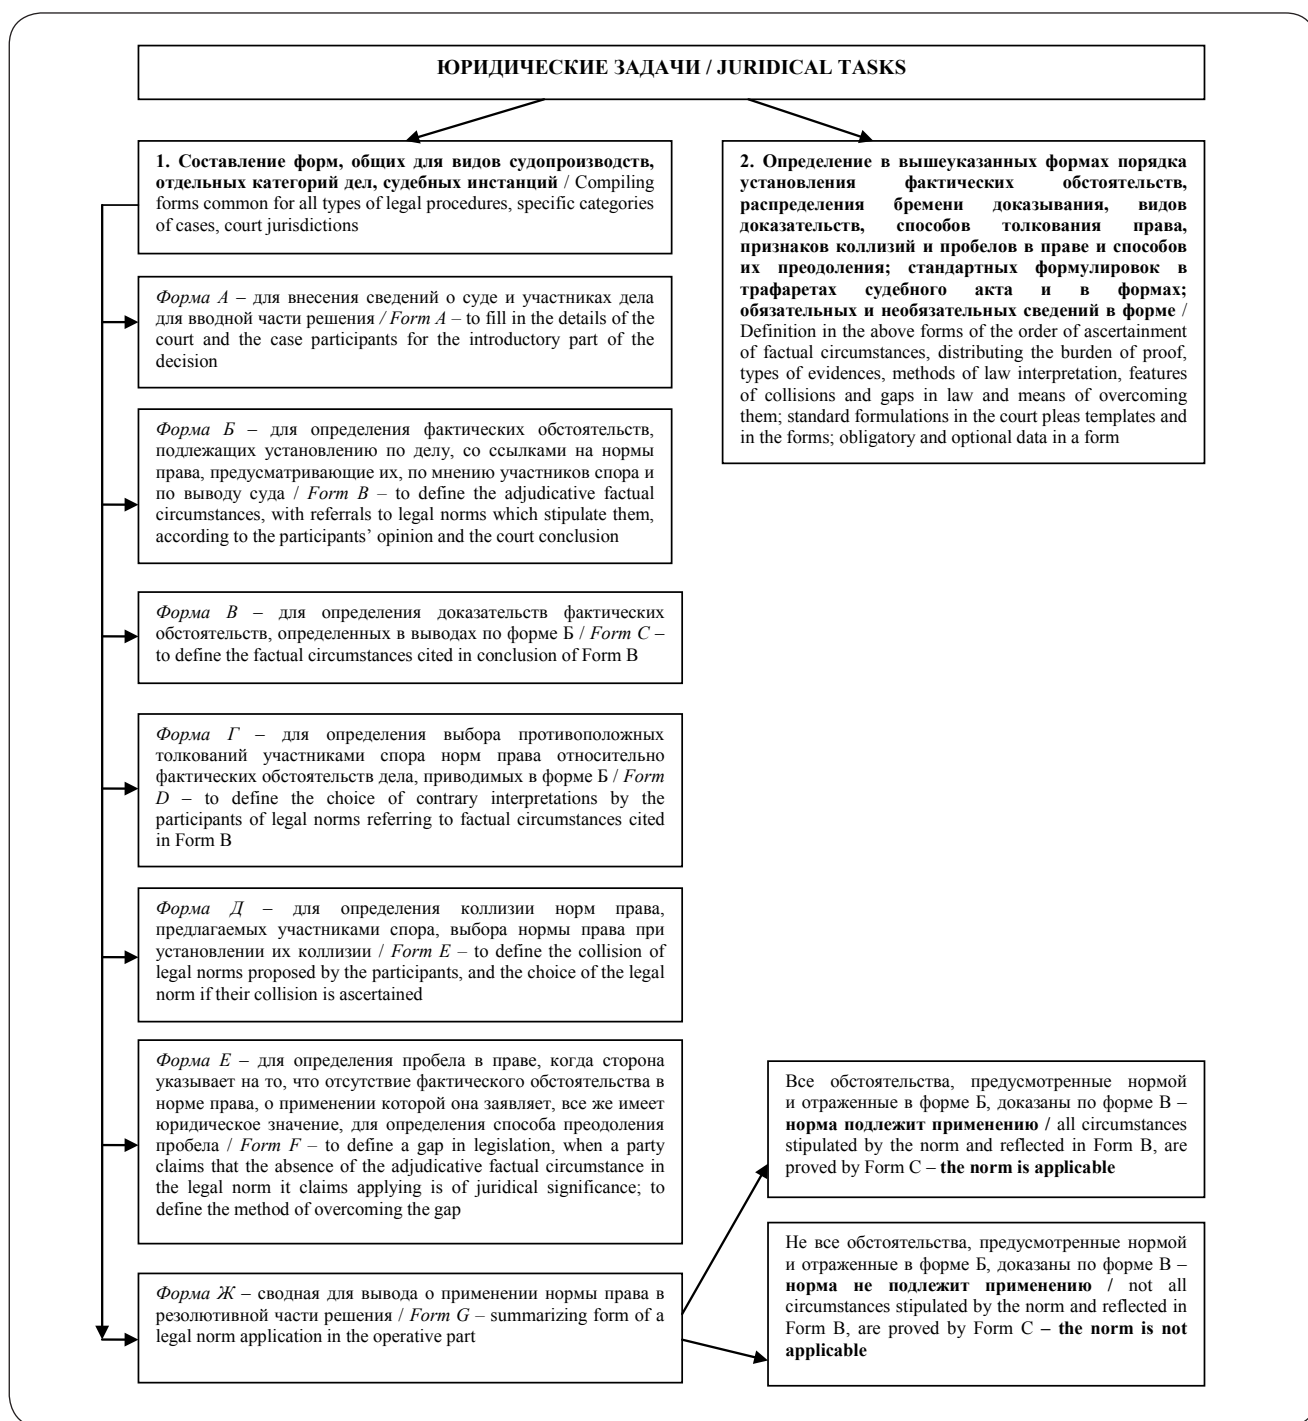 ЮРИДИЧЕСКИЕ ЗАДАЧИ / JURIDICAL TASKS
1. Составление форм, общих для видов судопроизводств,
отдельных категорий дел, судебных инстанций / Compiling
forms common for all types of legal procedures, specific categories
of cases, court jurisdictions
2. Определение в вышеуказанных формах порядка
установления фактических обстоятельств,
распределения бремени доказывания, видов
доказательств, способов толкования права,
признаков коллизий и пробелов в праве и способов
их преодоления; стандартных формулировок в
трафаретах судебного акта и в формах;
обязательных и необязательных сведений в форме /
Definition in the above forms of the order of ascertainment
of factual circumstances, distributing the burden of proof,
types of evidences, methods of law interpretation, features
of collisions and gaps in law and means of overcoming
them; standard formulations in the court pleas templates and
in the forms; obligatory and optional data in a form
Форма А – для внесения сведений о суде и участниках дела
для вводной части решения / Form A – to fill in the details of
the court and the case participants for the introductory part of the
decision
Форма Б – для определения фактических обстоятельств,
подлежащих установлению по делу, со ссылками на нормы
права, предусматривающие их, по мнению участников спора и
по выводу суда / Form B – to define the adjudicative factual
circumstances, with referrals to legal norms which stipulate them,
according to the participants’ opinion and the court conclusion
Форма В – для определения доказательств фактических
обстоятельств, определенных в выводах по форме Б / Form C –
to define the factual circumstances cited in conclusion of Form B
Форма Г – для определения выбора противоположных
толкований участниками спора норм права относительно
фактических обстоятельств дела, приводимых в форме Б / Form
D – to define the choice of contrary interpretations by the
participants of legal norms referring to factual circumstances cited
in Form B
Форма Д – для определения коллизии норм права,
предлагаемых участниками спора, выбора нормы права при
установлении их коллизии / Form E – to define the collision of
legal norms proposed by the participants, and the choice of the legal
norm if their collision is ascertained
Форма Е – для определения пробела в праве, когда сторона
указывает на то, что отсутствие фактического обстоятельства в
норме права, о применении которой она заявляет, все же имеет
юридическое значение, для определения способа преодоления
пробела / Form F – to define a gap in legislation, when a party
claims that the absence of the adjudicative factual circumstance in
the legal norm it claims applying is of juridical significance; to
define the method of overcoming the gap
Форма Ж – сводная для вывода о применении нормы права в
резолютивной части решения / Form G – summarizing form of a
legal norm application in the operative part
Все обстоятельства, предусмотренные нормой
и отраженные в форме Б, доказаны по форме В –
норма подлежит применению / all circumstances
stipulated by the norm and reflected in Form B, are
proved by Form C – the norm is applicable
Не все обстоятельства, предусмотренные нормой
и отраженные в форме Б, доказаны по форме В –
норма не подлежит применению / not all
circumstances stipulated by the norm and reflected in
Form B, are proved by Form C – the norm is not
applicable